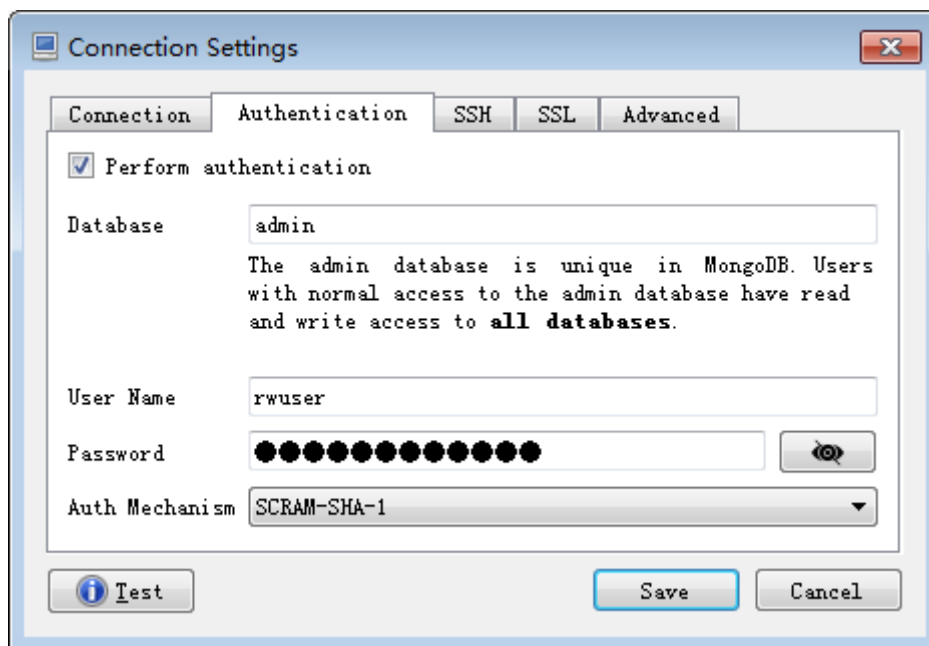 Connection Settings
Connection Authentication SSH SSL Advanced
Perform authentication
Database admin
The admin database is unique in MongoDB. Users
with normal access to the admin database have read
and write access to all databases.
User Name rwuser
Password ●●●●●●●●●●●●
Auth Mechanism SCRAM-SHA-1
Test Save Cancel